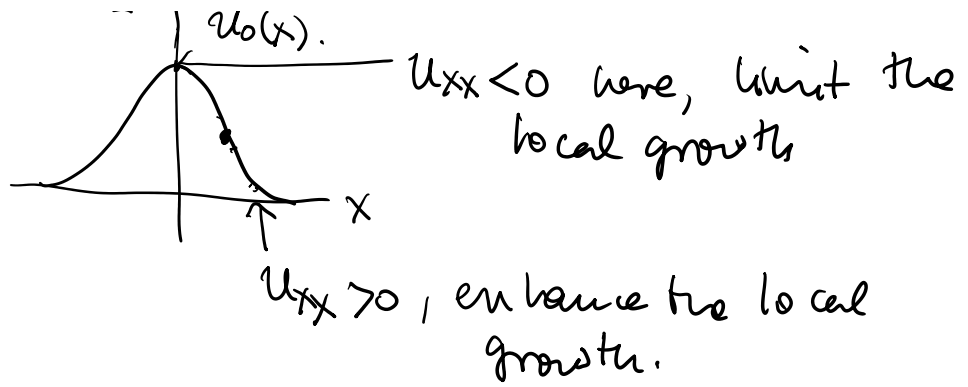 u₀(x).
uₓₓ<0 here, limit the
local growth
x
uₓₓ>0, enhance the local
growth.